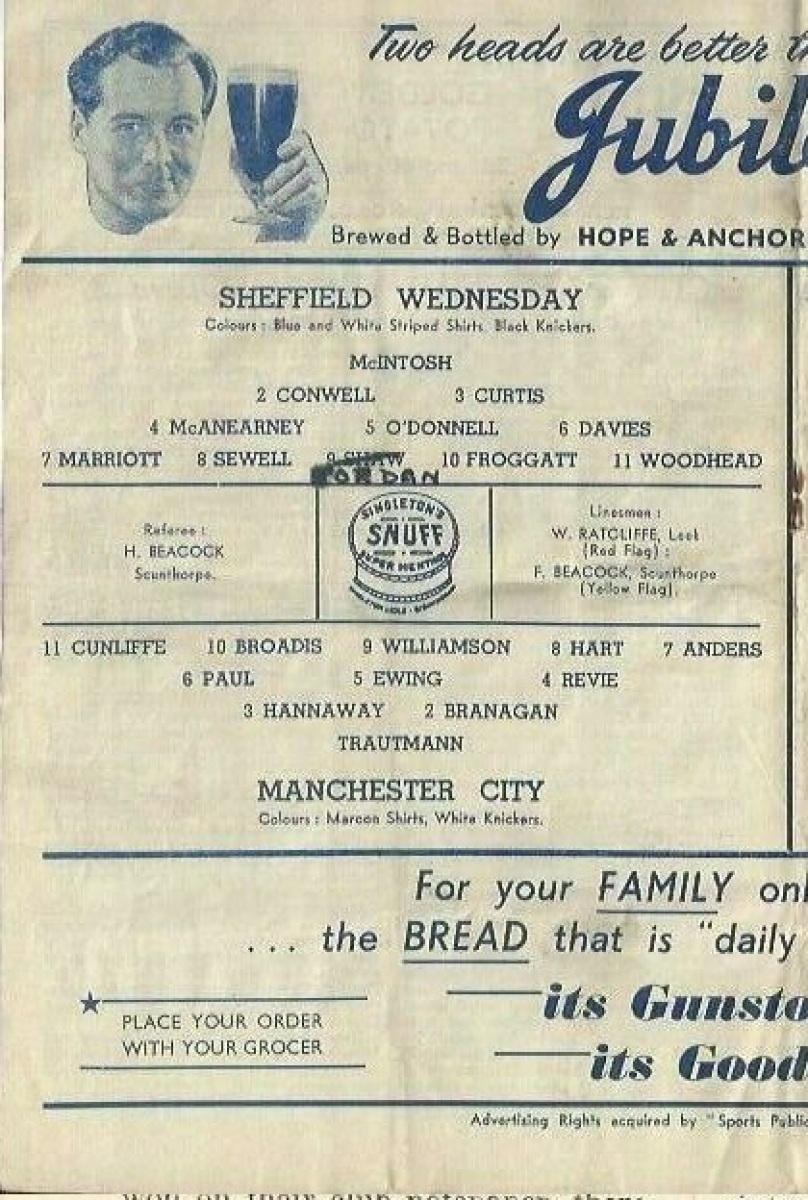 Two heads are better
Jubil
Brewed & Bottled by HOPE & ANCHOR
SHEFFIELD WEDNESDAY
Colours: Blue and White Striped Shirts. Black Knickers.
McINTOSH
2 CONWELL 3 CURTIS
4 McANEARNEY 5 O'DONNELL 6 DAVIES
7 MARRIOTT 8 SEWELL 9 SHAW 10 FROGGATT 11 WOODHEAD
JORDAN
Referee:
H. BEACOCK
Scunthorpe.
SINGLETON'S
SNUFF
SUPER MENTHOL
Linesmen:
W. RATCLIFFE, Leek
(Red Flag):
F. BEACOCK, Scunthorpe
(Yellow Flag).
11 CUNLIFFE 10 BROADIS 9 WILLIAMSON 8 HART 7 ANDERS
6 PAUL 5 EWING 4 REVIE
3 HANNAWAY 2 BRANAGAN
TRAUTMANN
MANCHESTER CITY
Colours: Maroon Shirts, White Knickers.
For your FAMILY onl
... the BREAD that is "daily
its Gunsto
its Good
★ PLACE YOUR ORDER
WITH YOUR GROCER
Advertising Rights acquired by "Sports Public